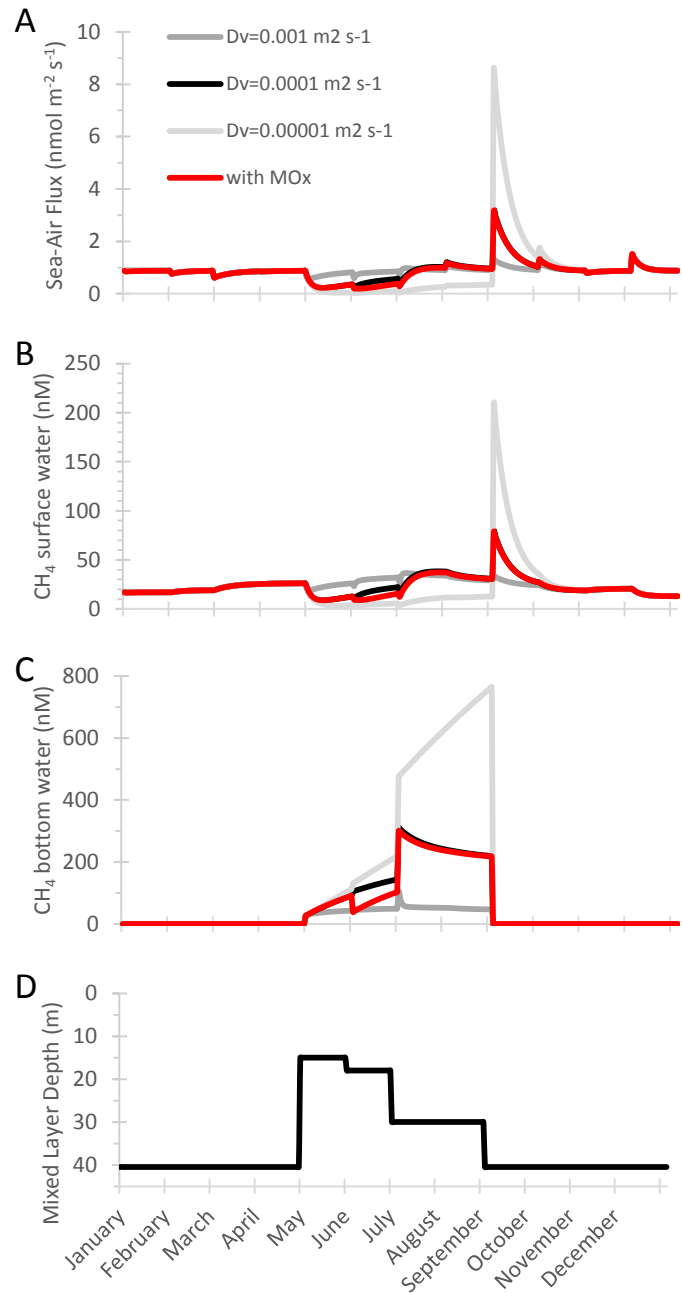 A
Sea-Air Flux (nmol m⁻² s⁻¹)
10
8
6
4
2
0
Dv=0.001 m2 s-1
Dv=0.0001 m2 s-1
Dv=0.00001 m2 s-1
with MOx
B
CH₄ surface water (nM)
250
200
150
100
50
0
C
CH₄ bottom water (nM)
800
600
400
200
0
D
Mixed Layer Depth (m)
0
10
20
30
40
January
February
March
April
May
June
July
August
September
October
November
December